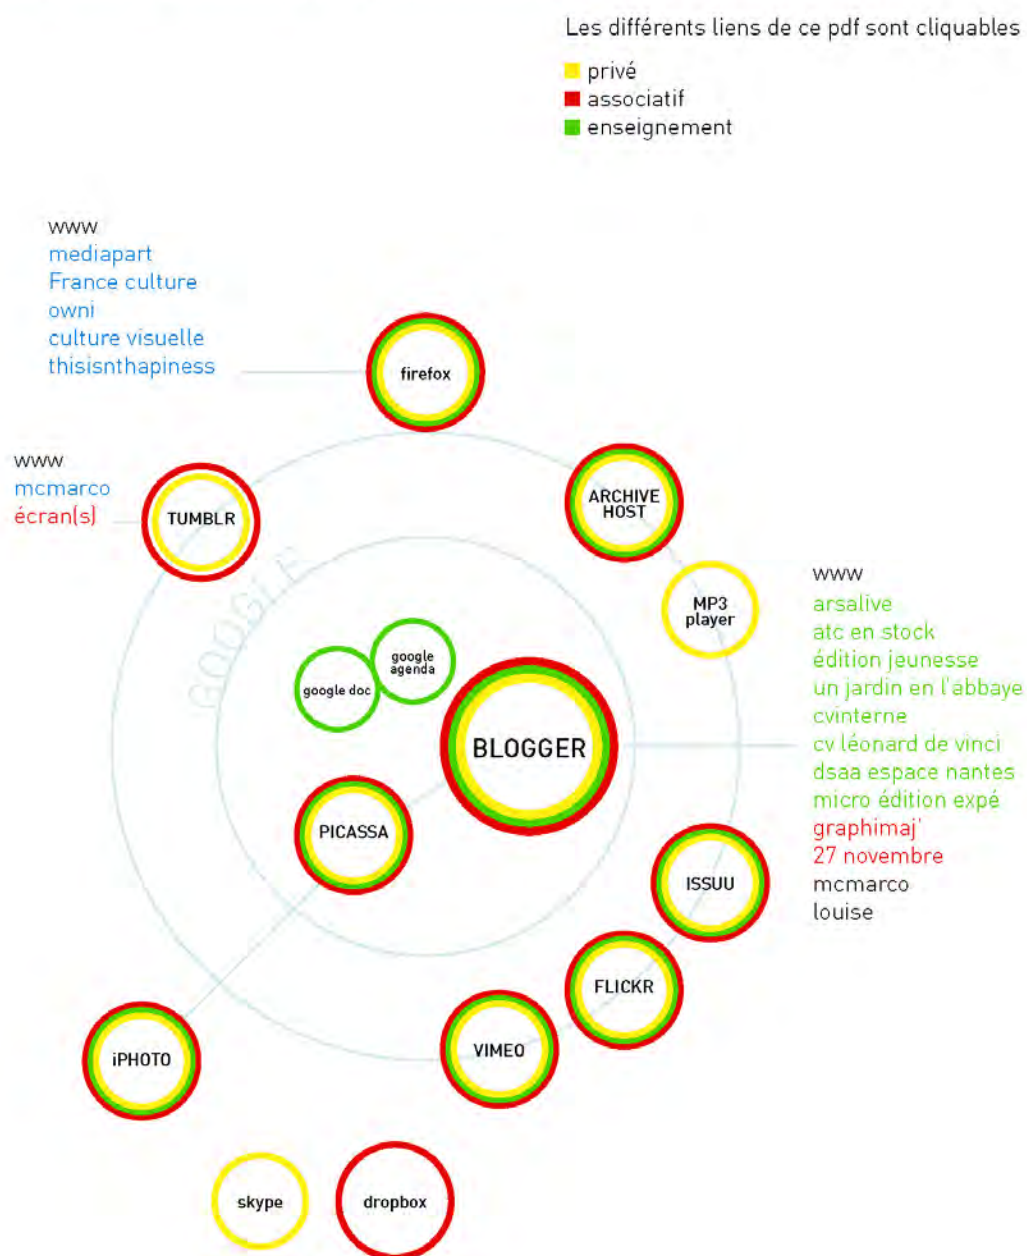 Les différents liens de ce pdf sont cliquables
privé
associatif
enseignement
www
mediapart
France culture
owni
culture visuelle
thisisnthapiness
firefox
www
mcmarco
écran(s)
TUMBLR
ARCHIVE
HOST
GOOGLE
MP3
player
www
arsalive
atc en stock
édition jeunesse
un jardin en l'abbaye
cvinterne
cv léonard de vinci
dsaa espace nantes
micro édition expé
graphimaj'
27 novembre
mcmarco
louise
google
agenda
google doc
BLOGGER
PICASSA
ISSUU
FLICKR
VIMEO
iPHOTO
skype
dropbox